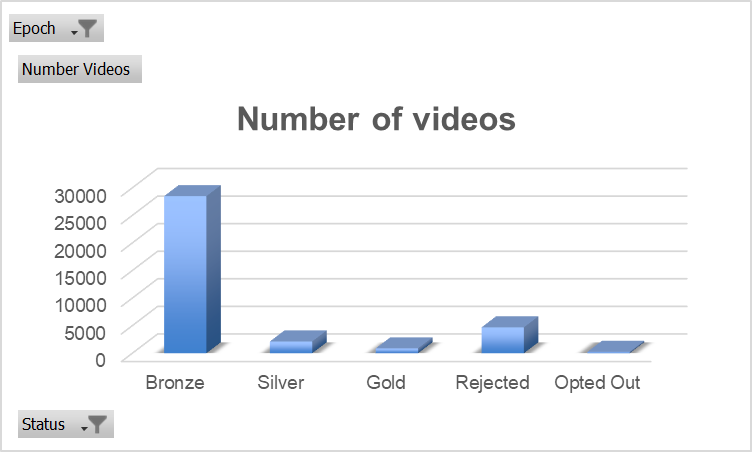 Epoch
Number Videos
Number of videos
30000
25000
20000
15000
10000
5000
0
Bronze Silver Gold Rejected Opted Out
Status